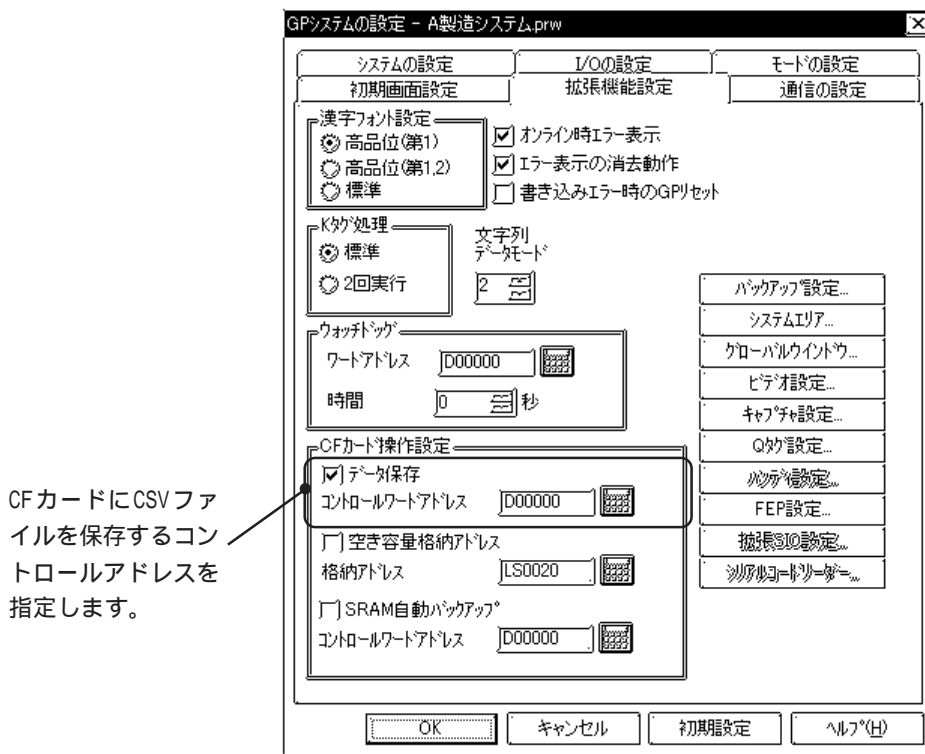 GPシステムの設定 - A製造システム.prw
システムの設定
I/Oの設定
モードの設定
初期画面設定
拡張機能設定
通信の設定
漢字フォント設定
高品位(第1)
高品位(第1,2)
標準
オンライン時エラー表示
エラー表示の消去動作
書き込みエラー時のGPリセット
Kタグ処理
標準
2回実行
文字列
データモード
2
ウォッチドッグ
ワードアドレス
D00000
時間
0
秒
CFカード操作設定
データ保存
コントロールワードアドレス
D00000
空き容量格納アドレス
格納アドレス
LS0020
SRAM自動バックアップ
コントロールワードアドレス
D00000
バックアップ設定...
システムエリア...
グローバルウインドウ...
ビデオ設定...
キャプチャ設定...
Qタグ設定...
ハンディ設定...
FEP設定...
拡張SIO設定...
シリアルコードリーダー...
CFカードにCSVファ
イルを保存するコン
トロールアドレスを
指定します。
OK
キャンセル
初期設定
ヘルプ(H)